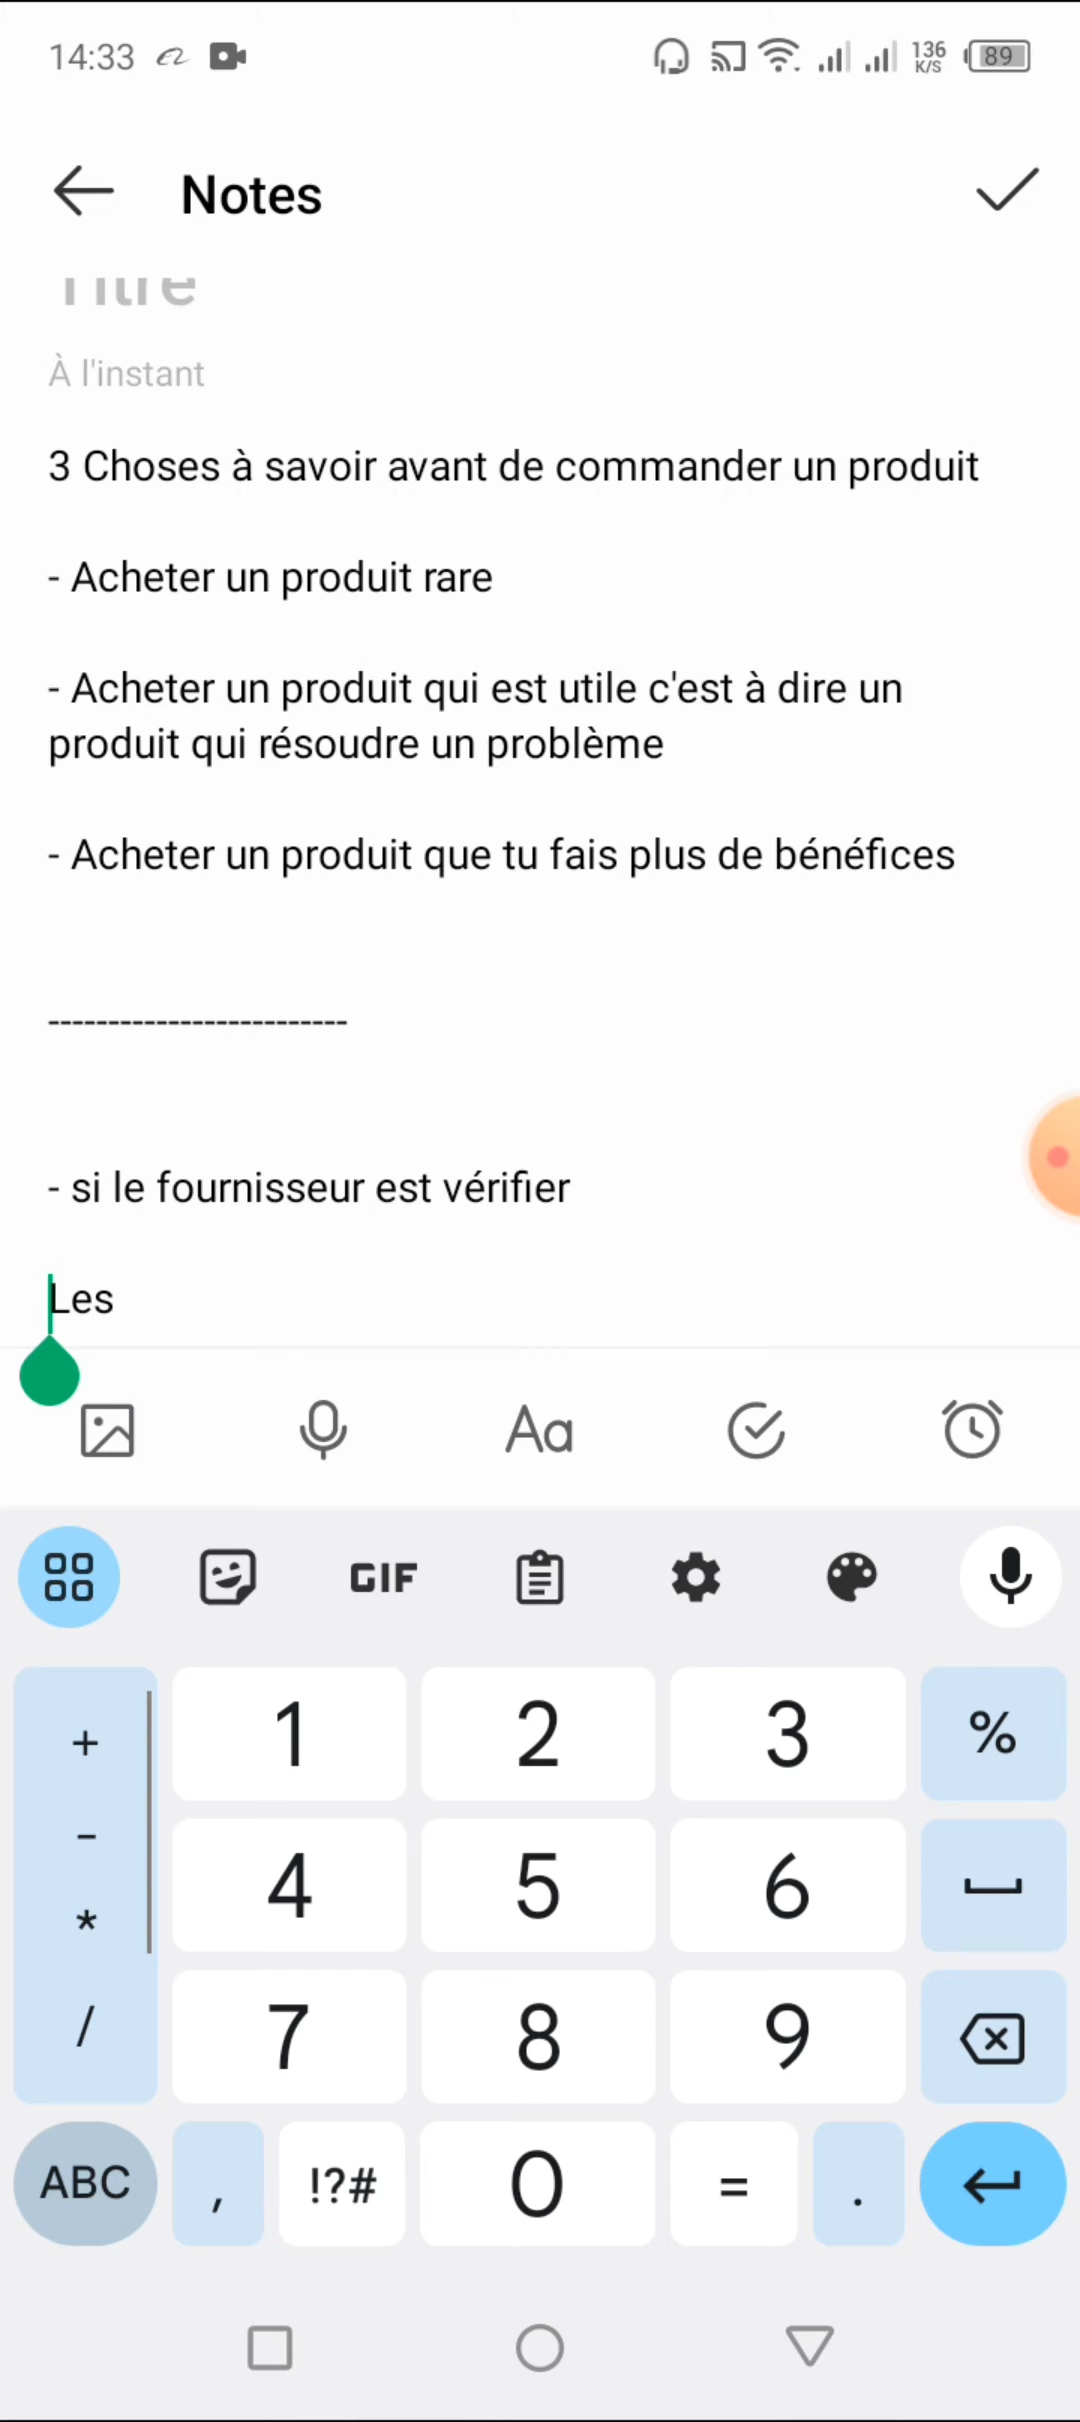 14:33
136
K/S
89
Notes
Titre
À l'instant
3 Choses à savoir avant de commander un produit
- Acheter un produit rare
- Acheter un produit qui est utile c'est à dire un
produit qui résoudre un problème
- Acheter un produit que tu fais plus de bénéfices
-------------------------
- si le fournisseur est vérifier
Les
Aa
GIF
+ 1 2 3 %
- 4 5 6
*
/ 7 8 9
ABC , !?# 0 = .